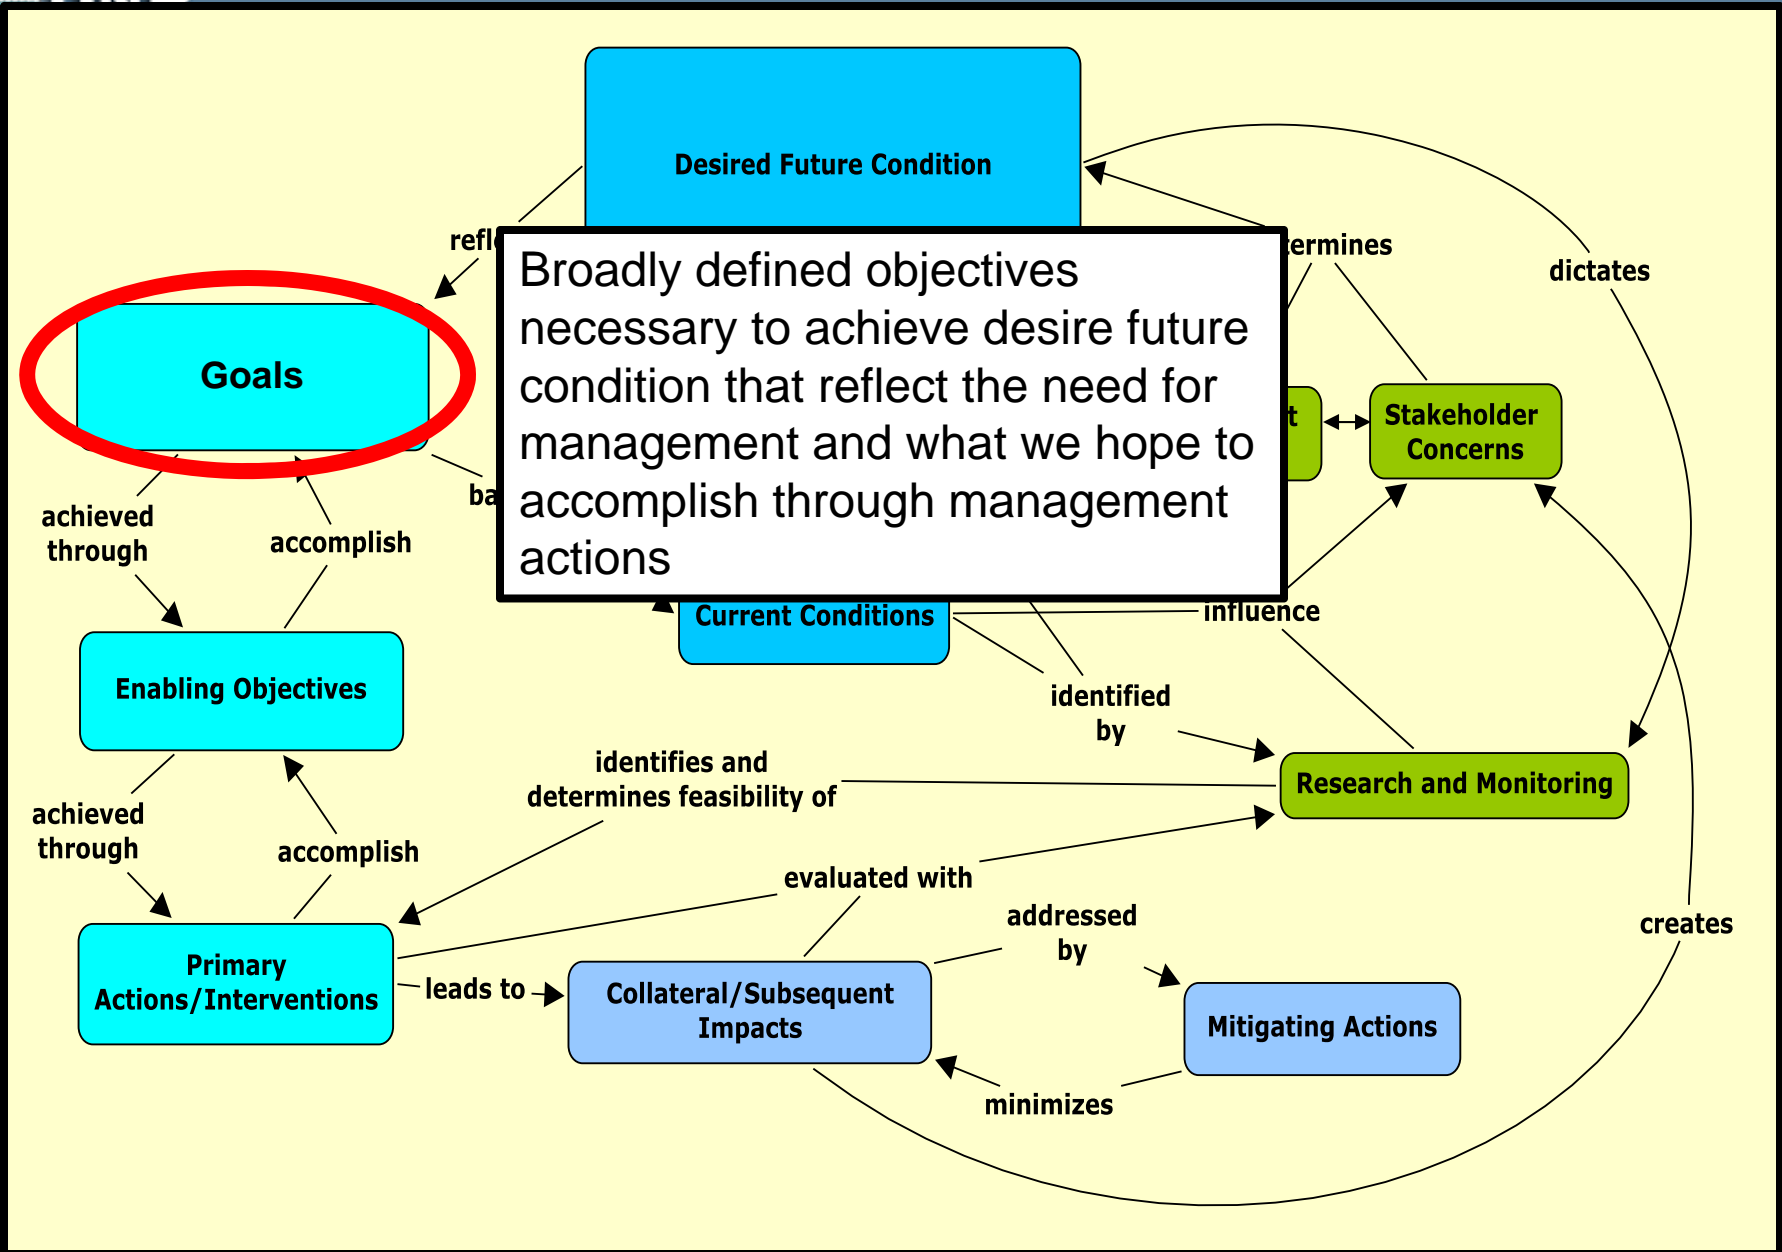 Desired Future Condition
Broadly defined objectives
necessary to achieve desire future
condition that reflect the need for
management and what we hope to
accomplish through management
actions
dictates
Goals
Stakeholder
Concerns
achieved
through
accomplish
Current Conditions
influence
Enabling Objectives
identified
by
identifies and
determines feasibility of
Research and Monitoring
achieved
through
accomplish
evaluated with
addressed
by
creates
Primary
Actions/Interventions
leads to
Collateral/Subsequent
Impacts
Mitigating Actions
minimizes